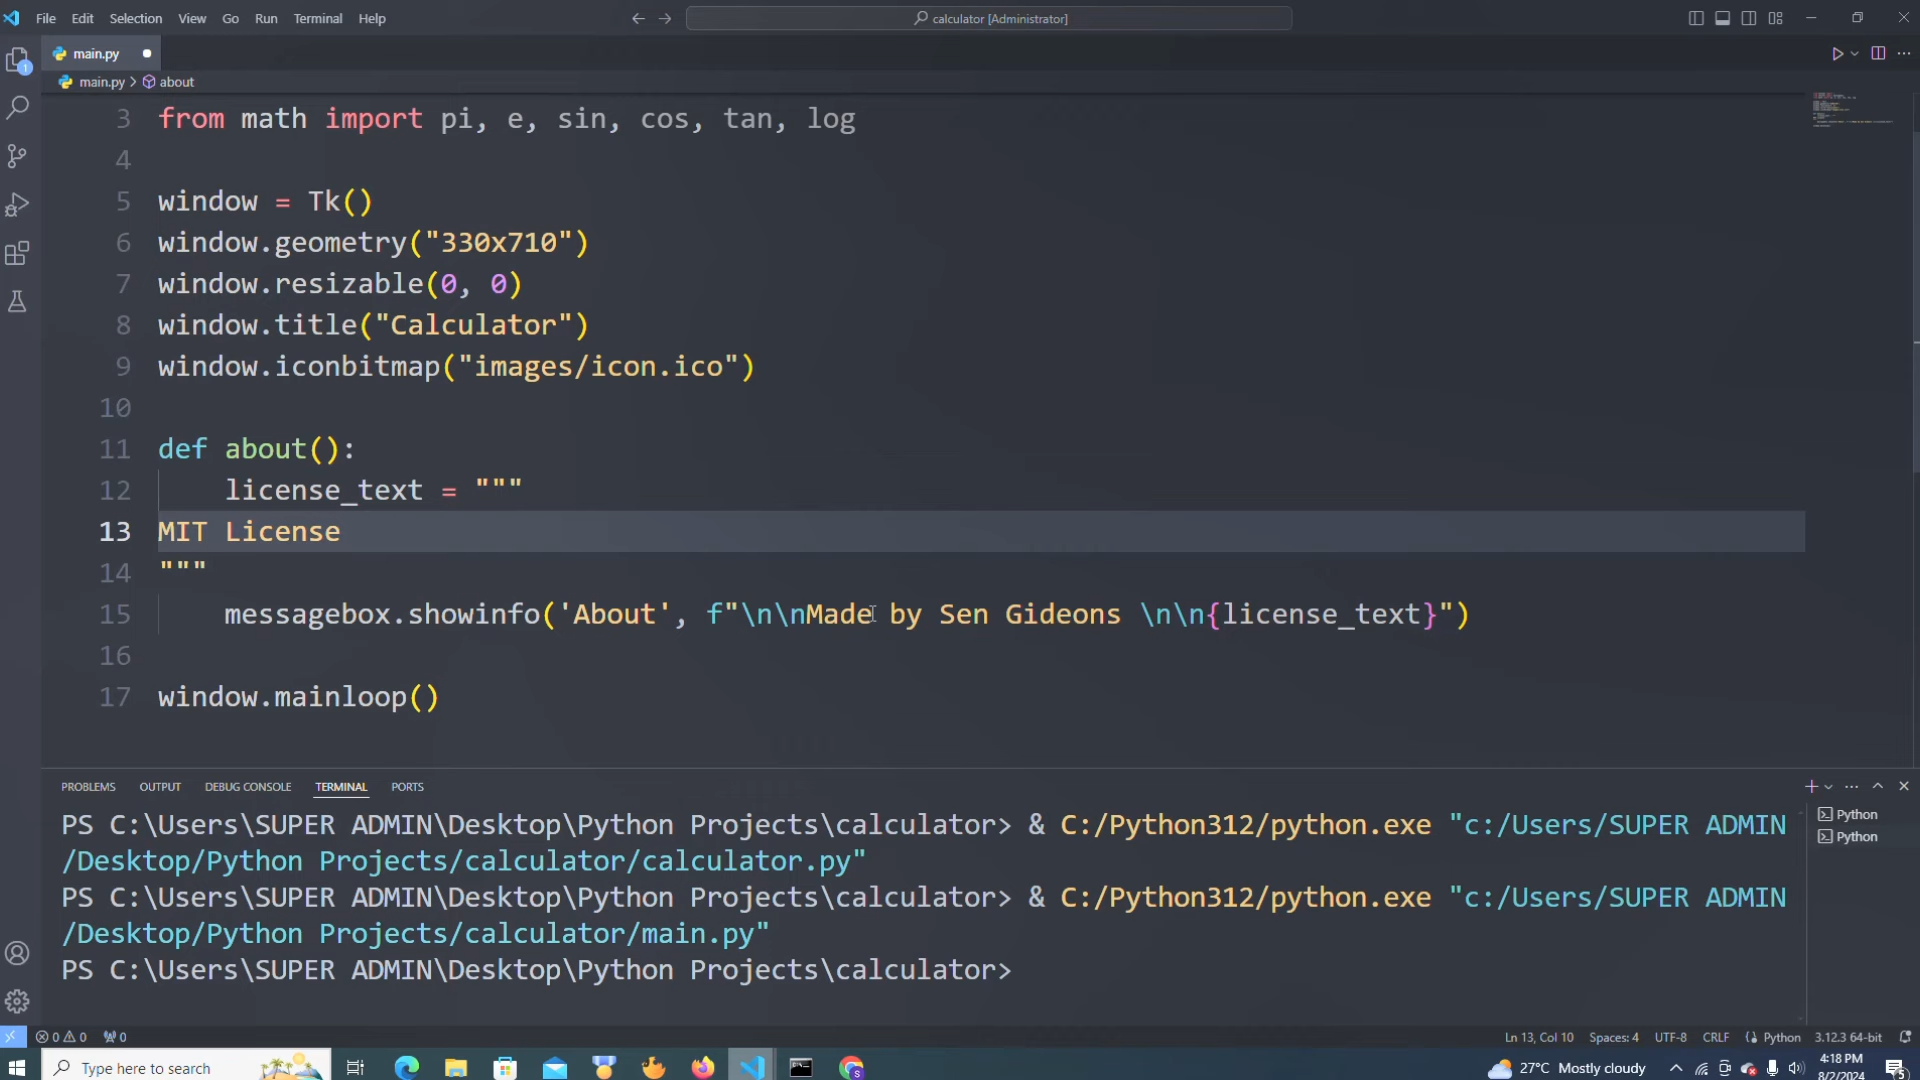 File Edit Selection View Go Run Terminal Help
calculator [Administrator]
main.py
main.py > about
3 from math import pi, e, sin, cos, tan, log
4
5 window = Tk()
6 window.geometry("330x710")
7 window.resizable(0, 0)
8 window.title("Calculator")
9 window.iconbitmap("images/icon.ico")
10
11 def about():
12 license_text = """
13 MIT License
14 """
15 messagebox.showinfo('About', f"\n\nMade by Sen Gideons \n\n{license_text}")
16
17 window.mainloop()
PROBLEMS OUTPUT DEBUG CONSOLE TERMINAL PORTS
PS C:\Users\SUPER ADMIN\Desktop\Python Projects\calculator> & C:/Python312/python.exe "c:/Users/SUPER ADMIN
/Desktop/Python Projects/calculator/calculator.py"
PS C:\Users\SUPER ADMIN\Desktop\Python Projects\calculator> & C:/Python312/python.exe "c:/Users/SUPER ADMIN
/Desktop/Python Projects/calculator/main.py"
PS C:\Users\SUPER ADMIN\Desktop\Python Projects\calculator>
Python
Python
1
0 0 0
Ln 13, Col 10 Spaces: 4 UTF-8 CRLF Python 3.12.3 64-bit
Type here to search
27°C Mostly cloudy
4:18 PM
8/2/2024
5